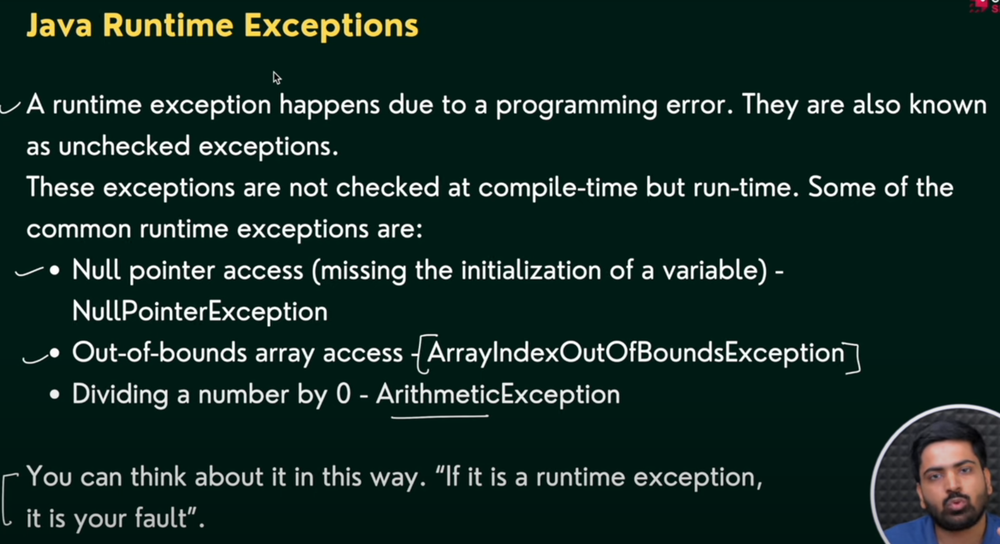 Java Runtime Exceptions
A runtime exception happens due to a programming error. They are also known
as unchecked exceptions.
These exceptions are not checked at compile-time but run-time. Some of the
common runtime exceptions are:
• Null pointer access (missing the initialization of a variable) -
NullPointerException
• Out-of-bounds array access - ArrayIndexOutOfBoundsException
• Dividing a number by 0 - ArithmeticException
You can think about it in this way. “If it is a runtime exception,
it is your fault”.